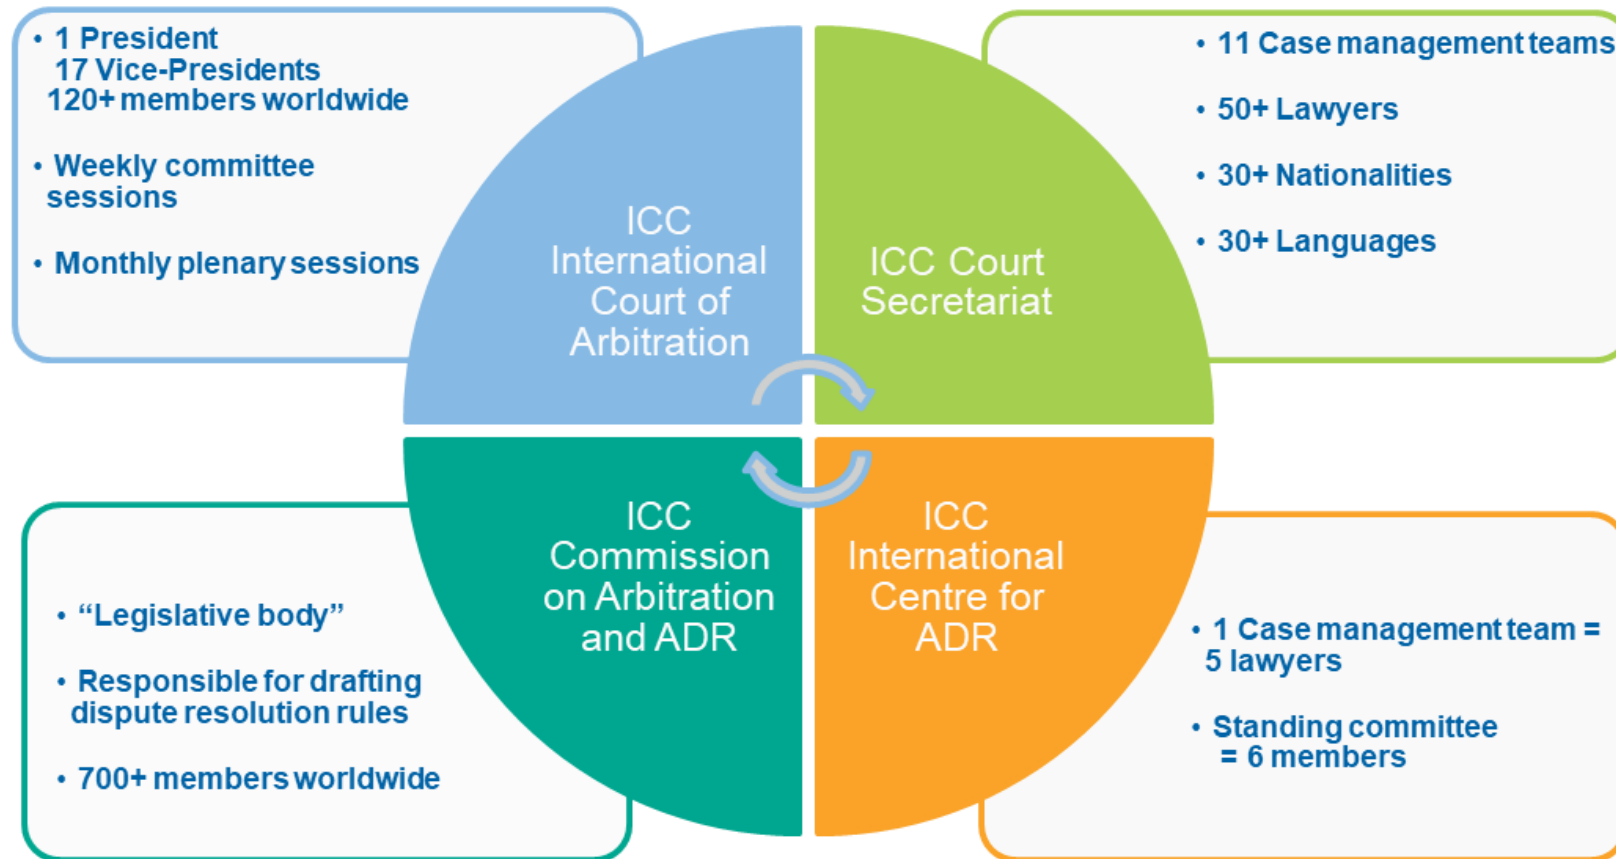 • 1 President
17 Vice-Presidents
120+ members worldwide
• Weekly committee
sessions
• Monthly plenary sessions
ICC
International
Court of
Arbitration
ICC Court
Secretariat
• 11 Case management teams
• 50+ Lawyers
• 30+ Nationalities
• 30+ Languages
• “Legislative body”
• Responsible for drafting
dispute resolution rules
• 700+ members worldwide
ICC
Commission
on Arbitration
and ADR
ICC
International
Centre for
ADR
• 1 Case management team =
5 lawyers
• Standing committee
= 6 members